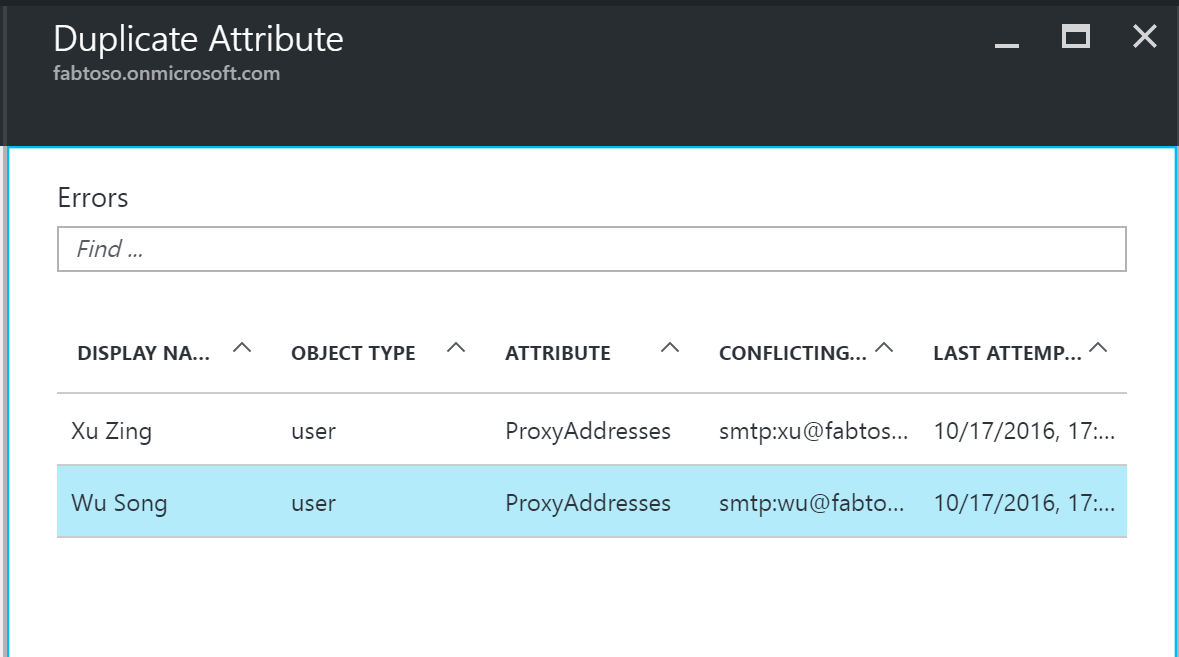 Duplicate Attribute
fabtoso.onmicrosoft.com
Errors
Find ...
DISPLAY NA... OBJECT TYPE ATTRIBUTE CONFLICTING... LAST ATTEMP...
Xu Zing user ProxyAddresses smtp:xu@fabtos... 10/17/2016, 17:...
Wu Song user ProxyAddresses smtp:wu@fabto... 10/17/2016, 17:...